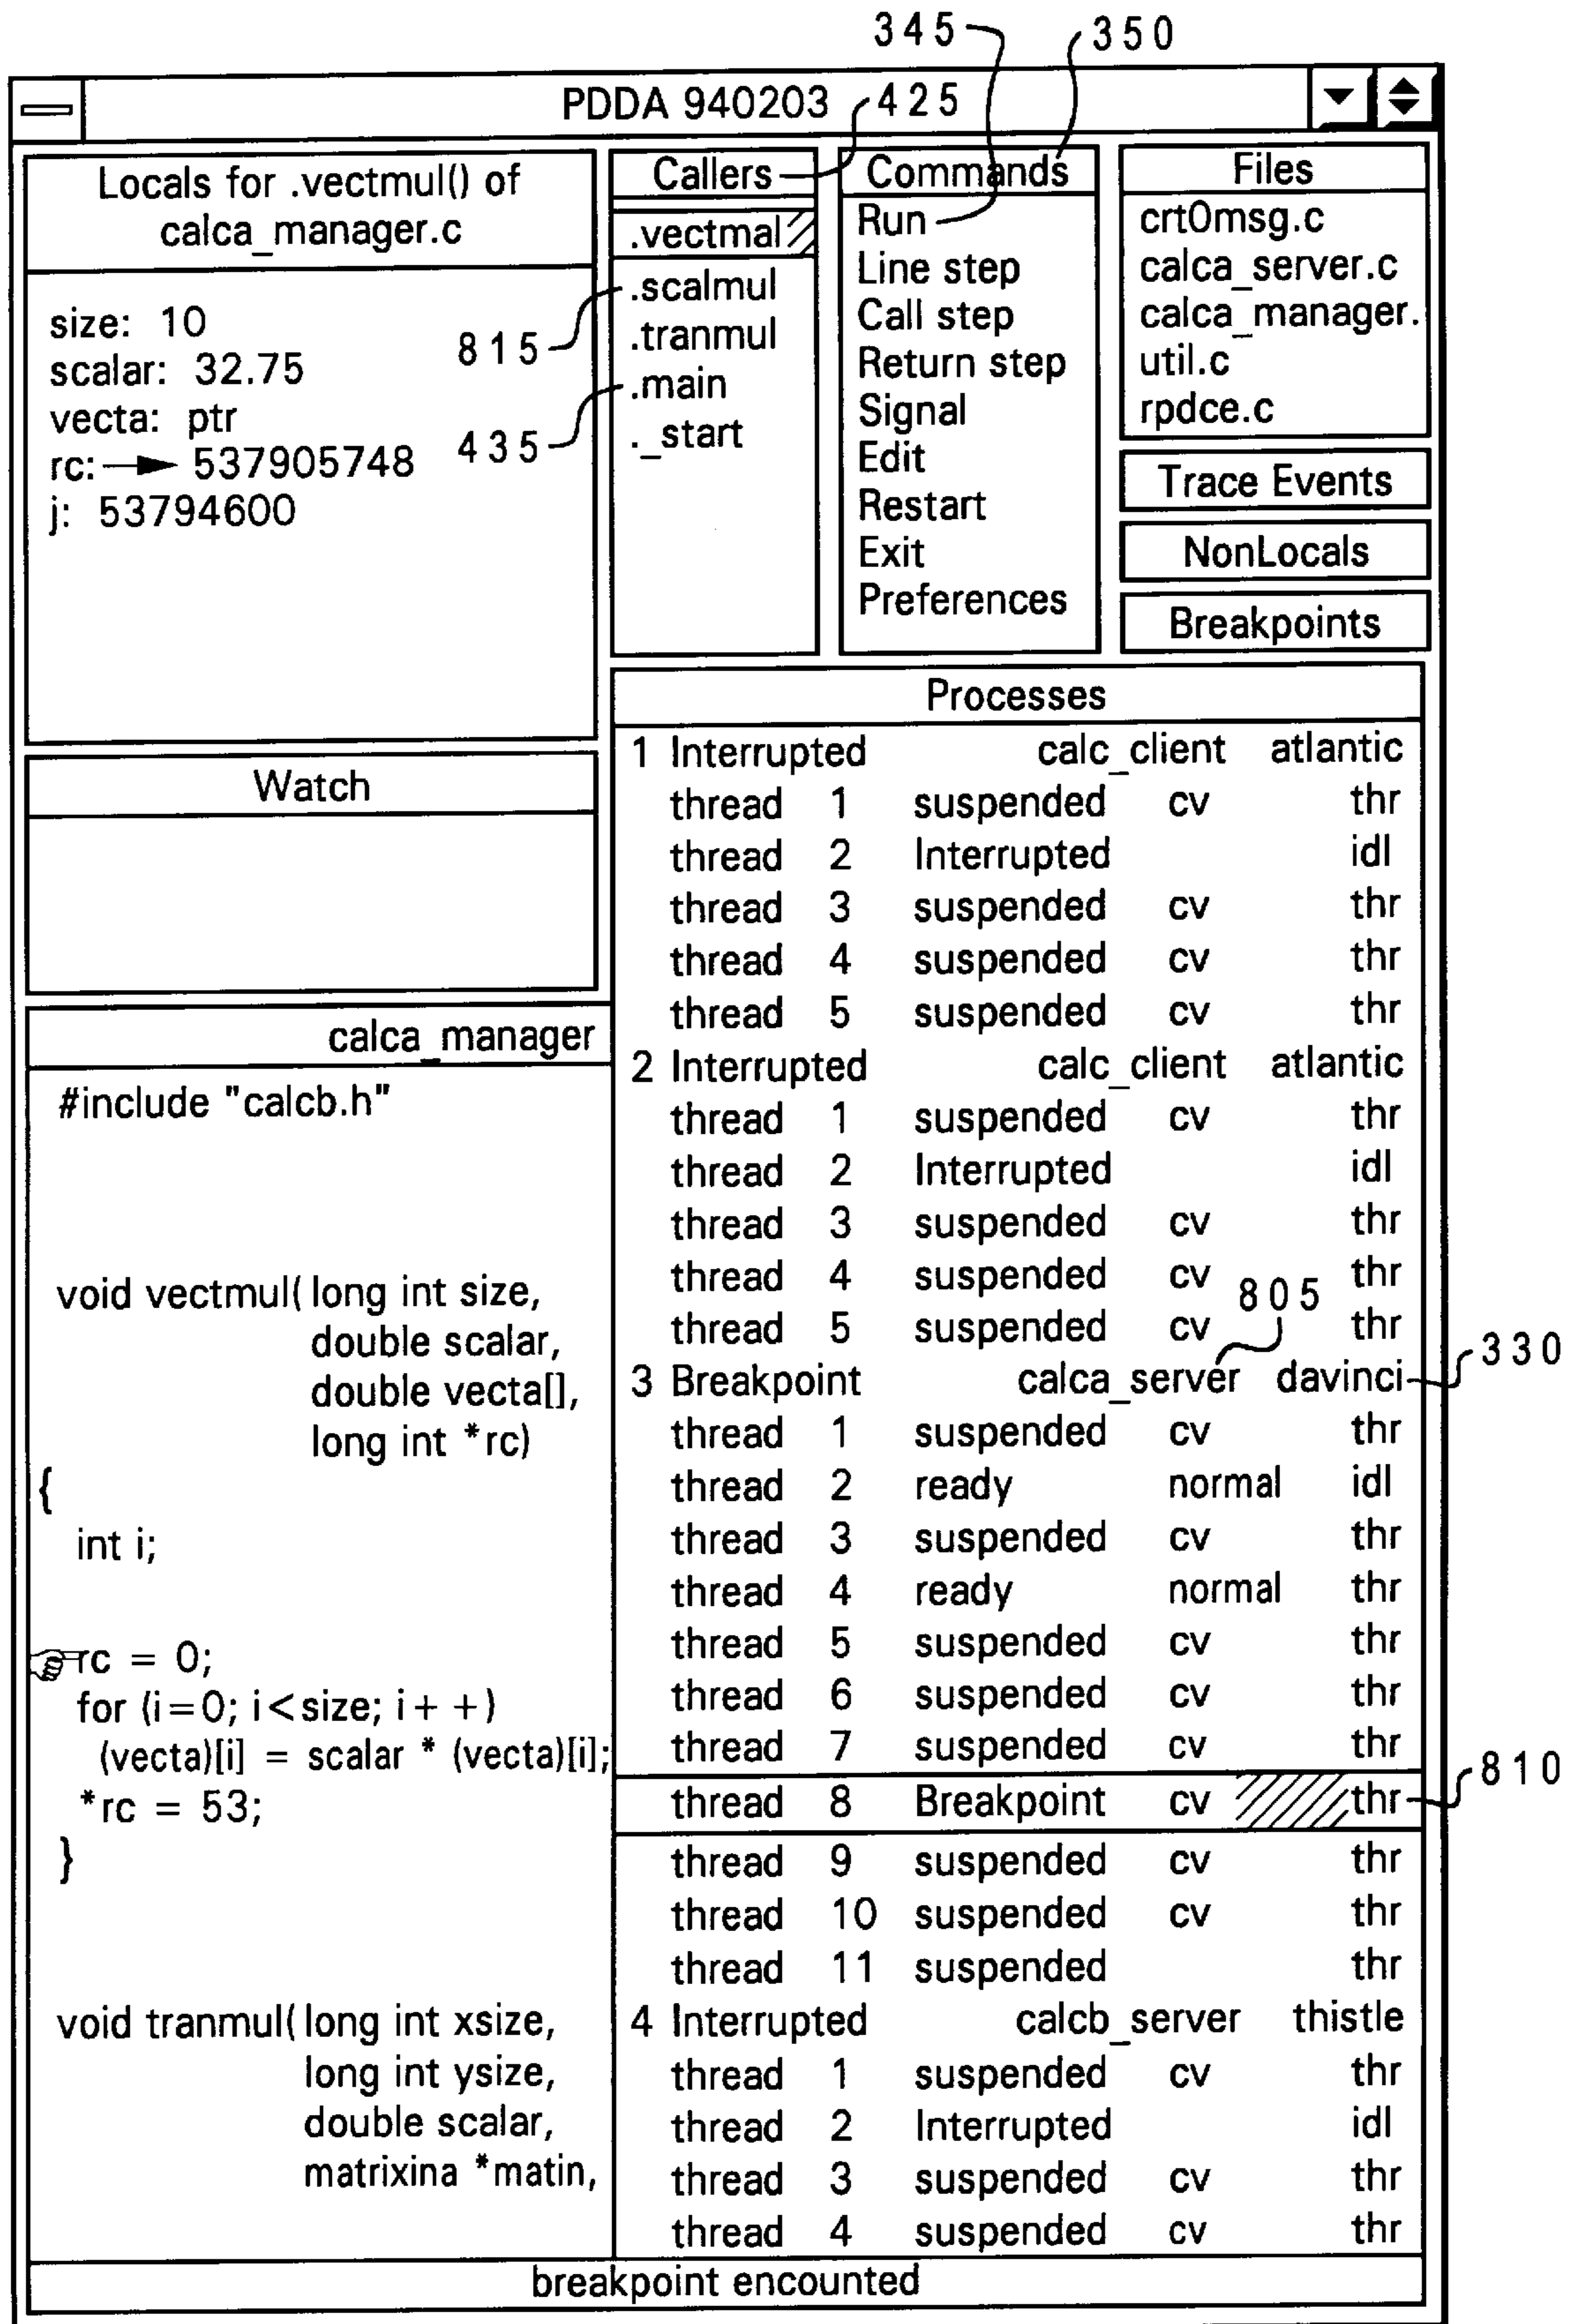 345 350
PDDA 940203 425
Locals for .vectmul() of
calca_manager.c
size: 10
scalar: 32.75
vecta: ptr
rc: 537905748
j: 53794600
815
435
Callers
.vectmal
.scalmul
.tranmul
.main
._start
Commands
Run
Line step
Call step
Return step
Signal
Edit
Restart
Exit
Preferences
Files
crt0msg.c
calca_server.c
calca_manager.
util.c
rpdce.c
Trace Events
NonLocals
Breakpoints
Watch
calca_manager
#include "calcb.h"
void vectmul( long int size,
double scalar,
double vecta[],
long int *rc)
{
int i;
rc = 0;
for (i=0; i<size; i++)
(vecta)[i] = scalar * (vecta)[i];
*rc = 53;
}
void tranmul( long int xsize,
long int ysize,
double scalar,
matrixina *matin,
Processes
1 Interrupted calc_client atlantic
thread 1 suspended cv thr
thread 2 Interrupted idl
thread 3 suspended cv thr
thread 4 suspended cv thr
thread 5 suspended cv thr
2 Interrupted calc_client atlantic
thread 1 suspended cv thr
thread 2 Interrupted idl
thread 3 suspended cv thr
thread 4 suspended cv thr
805
thread 5 suspended cv thr
3 Breakpoint calca_server davinci 330
thread 1 suspended cv thr
thread 2 ready normal idl
thread 3 suspended cv thr
thread 4 ready normal thr
thread 5 suspended cv thr
thread 6 suspended cv thr
thread 7 suspended cv thr
thread 8 Breakpoint cv thr 810
thread 9 suspended cv thr
thread 10 suspended cv thr
thread 11 suspended thr
4 Interrupted calcb_server thistle
thread 1 suspended cv thr
thread 2 Interrupted idl
thread 3 suspended cv thr
thread 4 suspended cv thr
breakpoint encounted